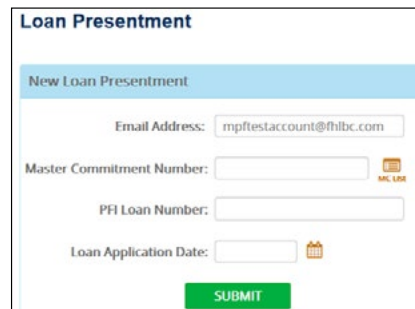 Loan Presentment
New Loan Presentment
Email Address: mpftestaccount@fhlbc.com
Master Commitment Number: MC LIST
PFI Loan Number:
Loan Application Date:
SUBMIT